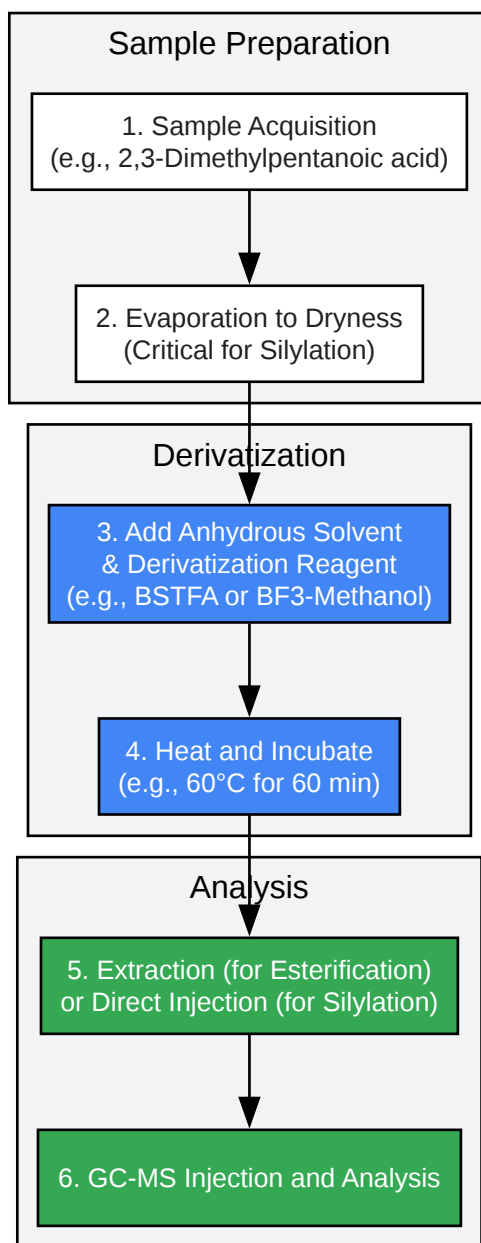 Sample Preparation
1. Sample Acquisition
(e.g., 2,3-Dimethylpentanoic acid)
2. Evaporation to Dryness
(Critical for Silylation)
Derivatization
3. Add Anhydrous Solvent
& Derivatization Reagent
(e.g., BSTFA or BF3-Methanol)
4. Heat and Incubate
(e.g., 60°C for 60 min)
Analysis
5. Extraction (for Esterification)
or Direct Injection (for Silylation)
6. GC-MS Injection and Analysis